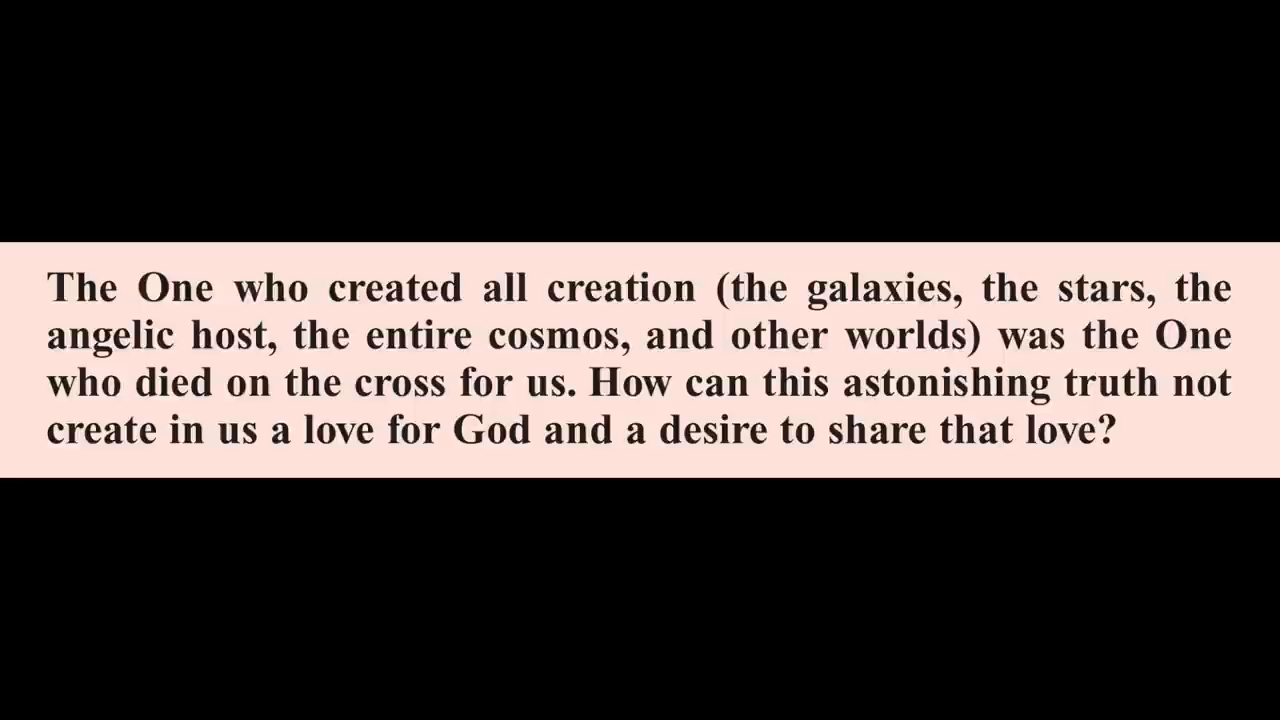 The One who created all creation (the galaxies, the stars, the
angelic host, the entire cosmos, and other worlds) was the One
who died on the cross for us. How can this astonishing truth not
create in us a love for God and a desire to share that love?